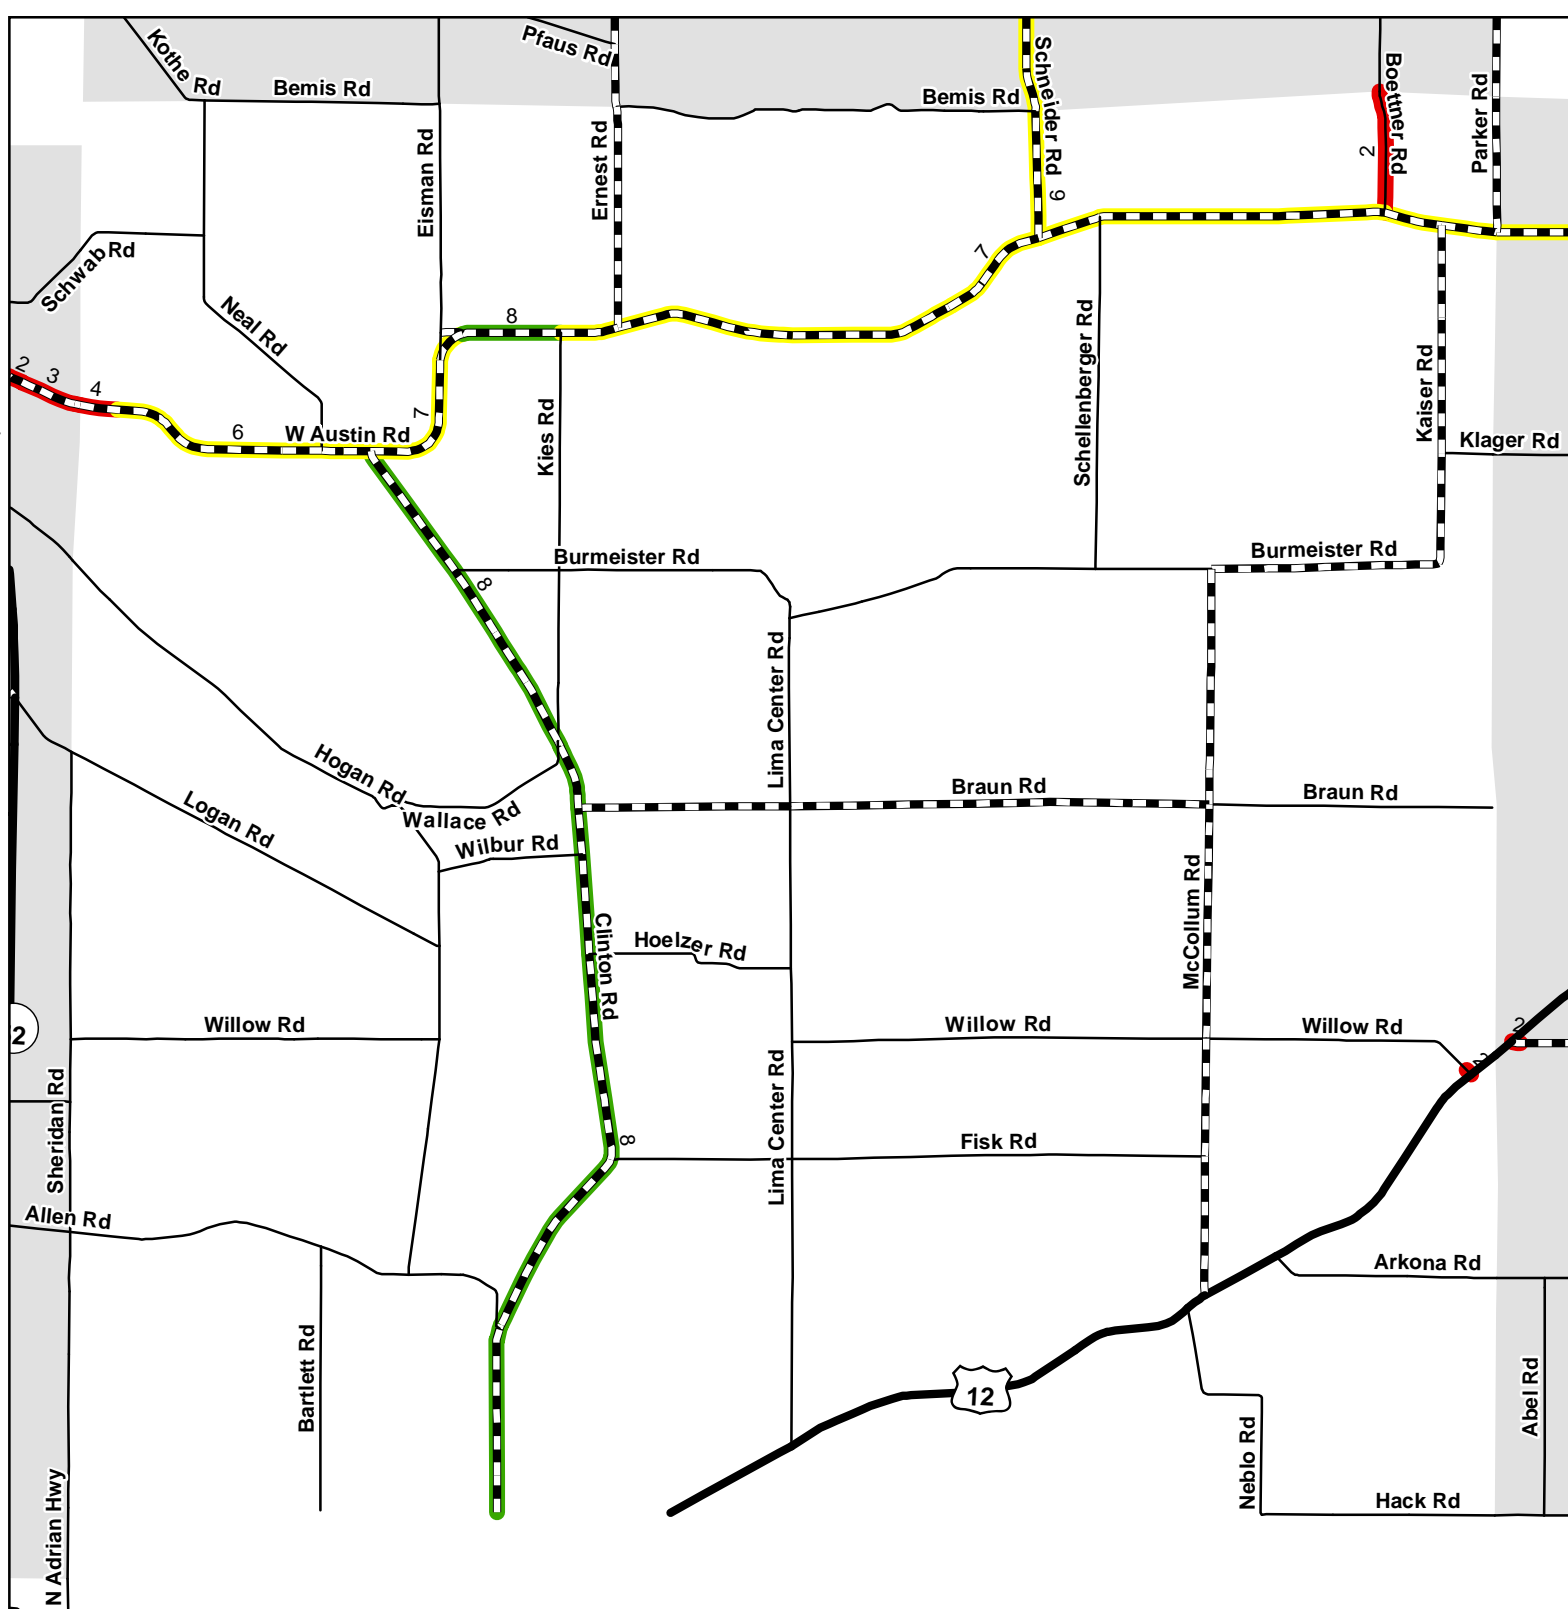 Kothe Rd
Pfaus Rd
Bemis Rd
Bemis Rd
Schneider Rd
Boettner Rd
Parker Rd
Eisman Rd
Ernest Rd
2
9
Schwab Rd
Neal Rd
7
8
2
3
4
6
W Austin Rd
7
Kies Rd
Schellenberger Rd
Kaiser Rd
Klager Rd
Burmeister Rd
Burmeister Rd
8
Lima Center Rd
Hogan Rd
Logan Rd
Wallace Rd
Wilbur Rd
Braun Rd
Braun Rd
McCollum Rd
Clinton Rd
Hoelzer Rd
Willow Rd
Willow Rd
Willow Rd
2
2
2
Sheridan Rd
Lima Center Rd
8
Fisk Rd
Allen Rd
Arkona Rd
Bartlett Rd
12
Abel Rd
Neblo Rd
N Adrian Hwy
Hack Rd